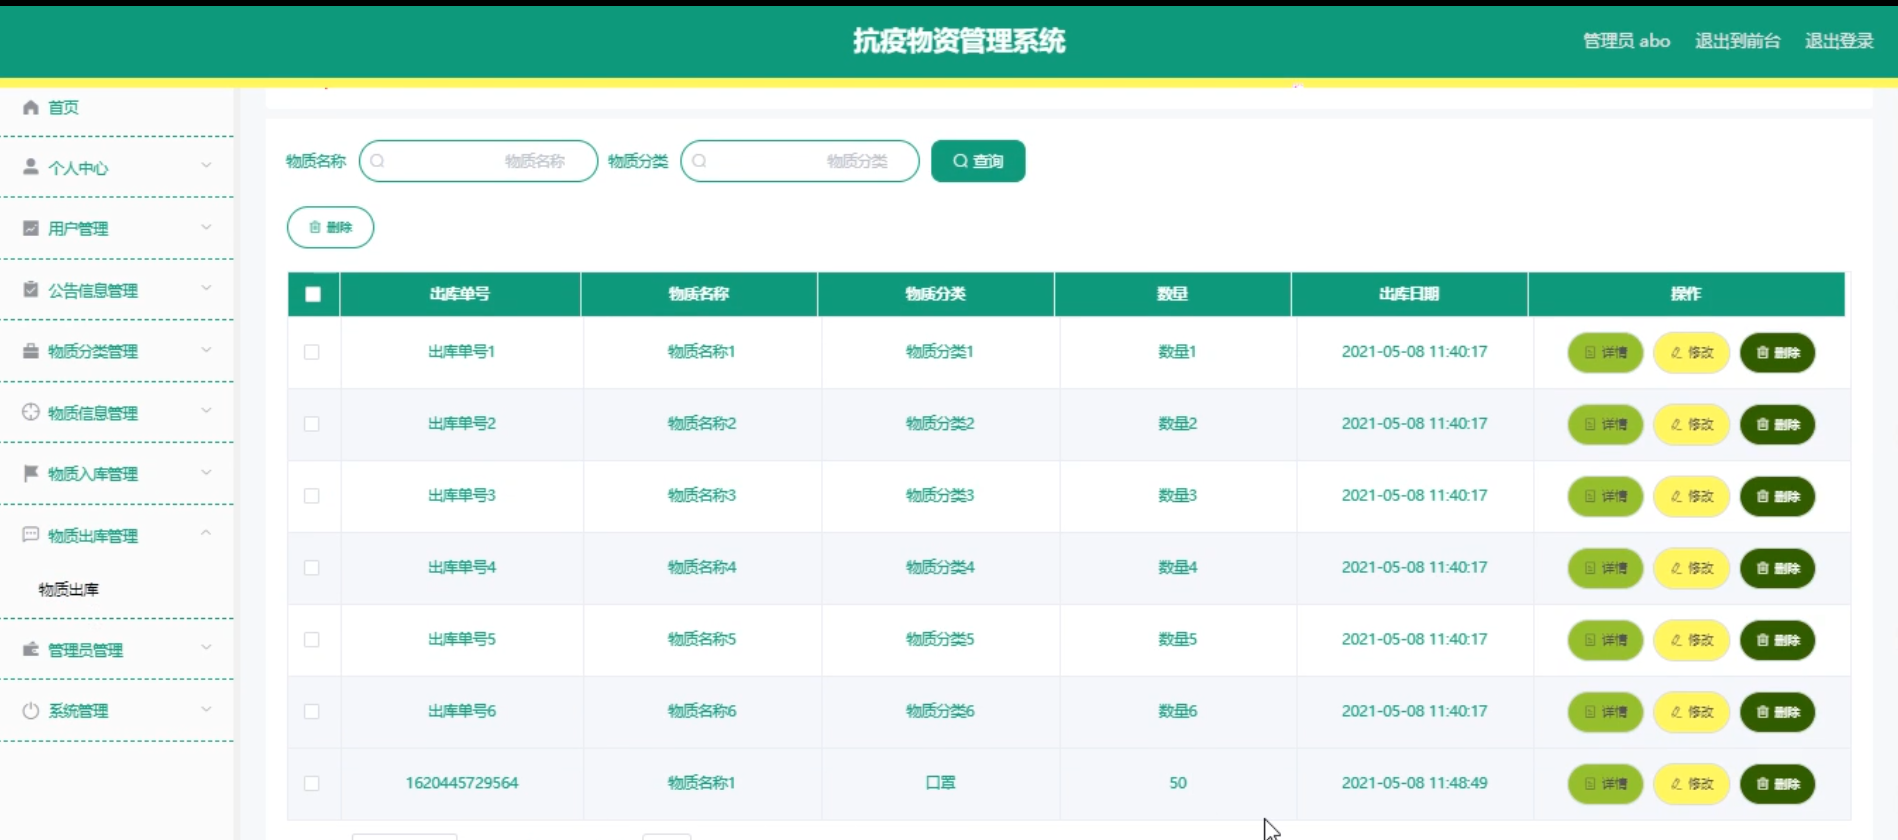 抗疫物资管理系统
管理员 abo 退出到前台 退出登录
首页
个人中心
用户管理
公告信息管理
物质分类管理
物质信息管理
物质入库管理
物质出库管理
物质出库
管理员管理
系统管理
物质名称 物质名称 物质分类 物质分类 查询
删除
出库单号 物质名称 物质分类 数量 出库日期 操作
出库单号1 物质名称1 物质分类1 数量1 2021-05-08 11:40:17 详情 修改 删除
出库单号2 物质名称2 物质分类2 数量2 2021-05-08 11:40:17 详情 修改 删除
出库单号3 物质名称3 物质分类3 数量3 2021-05-08 11:40:17 详情 修改 删除
出库单号4 物质名称4 物质分类4 数量4 2021-05-08 11:40:17 详情 修改 删除
出库单号5 物质名称5 物质分类5 数量5 2021-05-08 11:40:17 详情 修改 删除
出库单号6 物质名称6 物质分类6 数量6 2021-05-08 11:40:17 详情 修改 删除
1620445729564 物质名称1 口罩 50 2021-05-08 11:48:49 详情 修改 删除